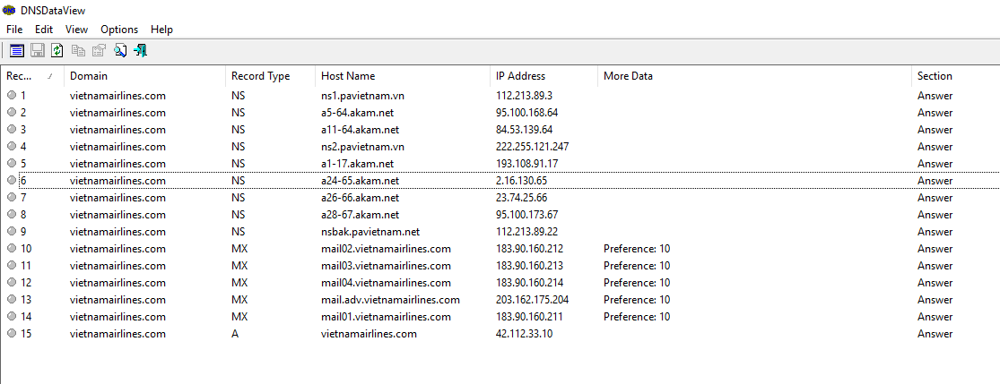 DNS DNSDataView
File Edit View Options Help
Rec... Domain Record Type Host Name IP Address More Data Section
1 vietnamairlines.com NS ns1.pavietnam.vn 112.213.89.3 Answer
2 vietnamairlines.com NS a5-64.akam.net 95.100.168.64 Answer
3 vietnamairlines.com NS a11-64.akam.net 84.53.139.64 Answer
4 vietnamairlines.com NS ns2.pavietnam.vn 222.255.121.247 Answer
5 vietnamairlines.com NS a1-17.akam.net 193.108.91.17 Answer
6 vietnamairlines.com NS a24-65.akam.net 2.16.130.65 Answer
7 vietnamairlines.com NS a26-66.akam.net 23.74.25.66 Answer
8 vietnamairlines.com NS a28-67.akam.net 95.100.173.67 Answer
9 vietnamairlines.com NS nsbak.pavietnam.net 112.213.89.22 Answer
10 vietnamairlines.com MX mail02.vietnamairlines.com 183.90.160.212 Preference: 10 Answer
11 vietnamairlines.com MX mail03.vietnamairlines.com 183.90.160.213 Preference: 10 Answer
12 vietnamairlines.com MX mail04.vietnamairlines.com 183.90.160.214 Preference: 10 Answer
13 vietnamairlines.com MX mail.adv.vietnamairlines.com 203.162.175.204 Preference: 10 Answer
14 vietnamairlines.com MX mail01.vietnamairlines.com 183.90.160.211 Preference: 10 Answer
15 vietnamairlines.com A vietnamairlines.com 42.112.33.10 Answer